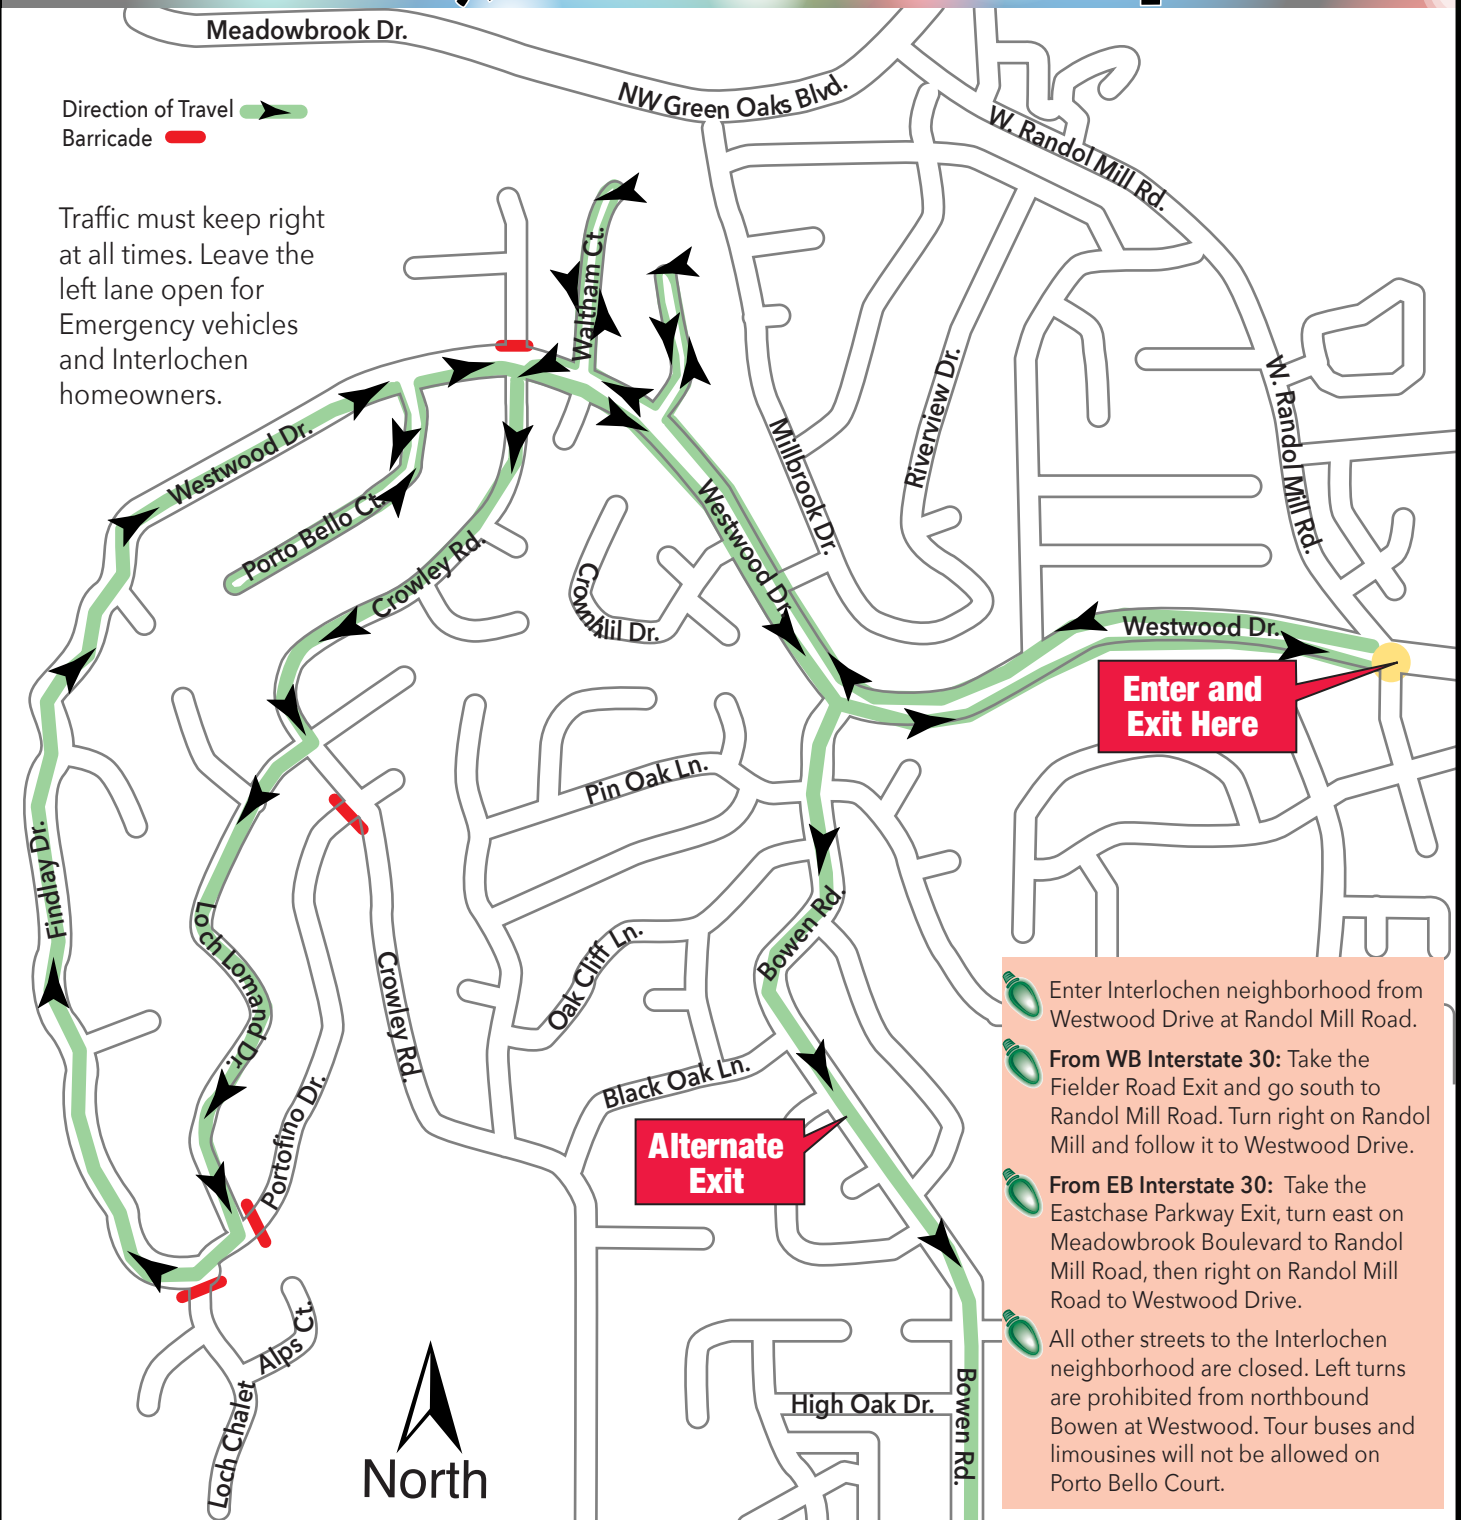 Meadowbrook Dr.
NW Green Oaks Blvd.
W. Randol Mill Rd.
Direction of Travel
Barricade
Traffic must keep right
at all times. Leave the
left lane open for
Emergency vehicles
and Interlochen
homeowners.
Waltham Ct.
Westwood Dr.
Porto Bello Ct.
Crowley Rd.
Westwood Dr.
Millbrook Dr.
Riverview Dr.
W. Randol Mill Rd.
Crownhlil Dr.
Westwood Dr.
Enter and
Exit Here
Pin Oak Ln.
Findlay Dr.
Loch Lomand Dr.
Bowen Rd.
Oak Cliff Ln.
Crowley Rd.
Portofino Dr.
Black Oak Ln.
Alternate
Exit
Alps Ct.
Loch Chalet
North
High Oak Dr.
Bowen Rd.
Enter Interlochen neighborhood from
Westwood Drive at Randol Mill Road.
From WB Interstate 30: Take the
Fielder Road Exit and go south to
Randol Mill Road. Turn right on Randol
Mill and follow it to Westwood Drive.
From EB Interstate 30: Take the
Eastchase Parkway Exit, turn east on
Meadowbrook Boulevard to Randol
Mill Road, then right on Randol Mill
Road to Westwood Drive.
All other streets to the Interlochen
neighborhood are closed. Left turns
are prohibited from northbound
Bowen at Westwood. Tour buses and
limousines will not be allowed on
Porto Bello Court.